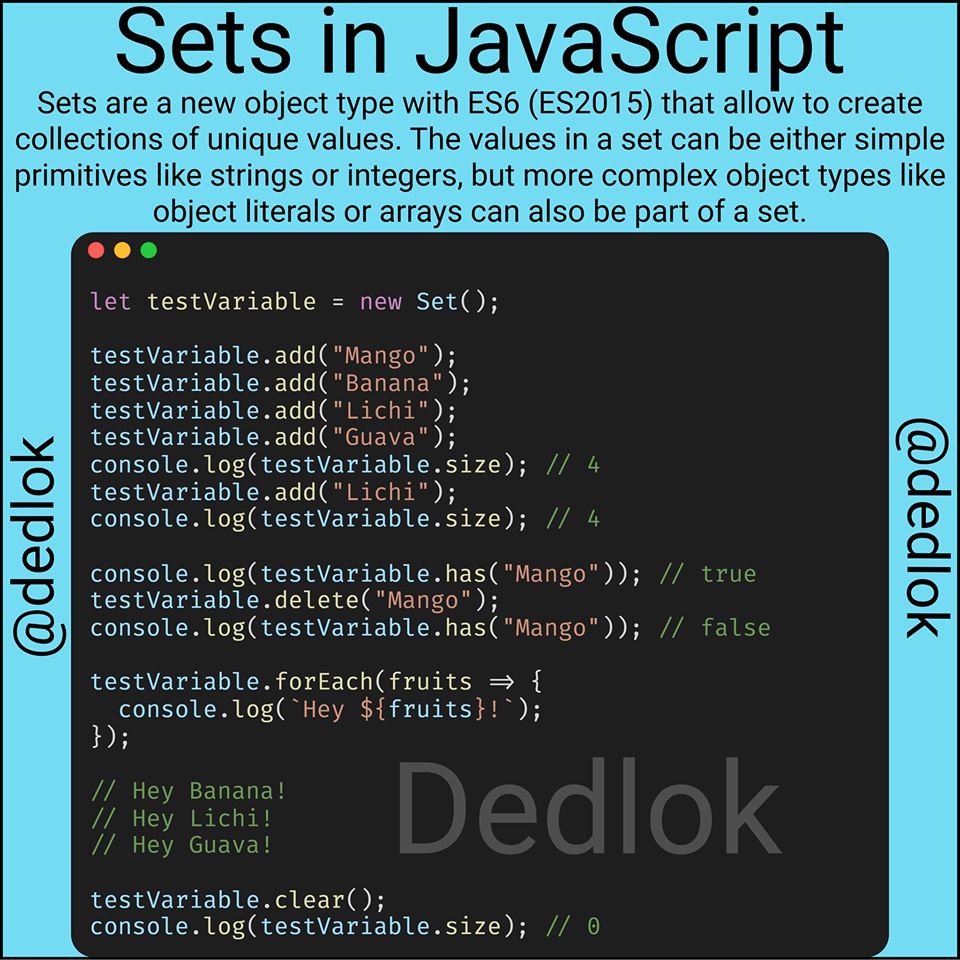 Sets in JavaScript
Sets are a new object type with ES6 (ES2015) that allow to create
collections of unique values. The values in a set can be either simple
primitives like strings or integers, but more complex object types like
object literals or arrays can also be part of a set.
@dedlok
let testVariable = new Set();
testVariable.add("Mango");
testVariable.add("Banana");
testVariable.add("Lichi");
testVariable.add("Guava");
console.log(testVariable.size); // 4
testVariable.add("Lichi");
console.log(testVariable.size); // 4
console.log(testVariable.has("Mango")); // true
testVariable.delete("Mango");
console.log(testVariable.has("Mango")); // false
testVariable.forEach(fruits => {
  console.log(`Hey ${fruits}!`);
});
// Hey Banana!
// Hey Lichi!
// Hey Guava!
testVariable.clear();
console.log(testVariable.size); // 0
Dedlok
@dedlok